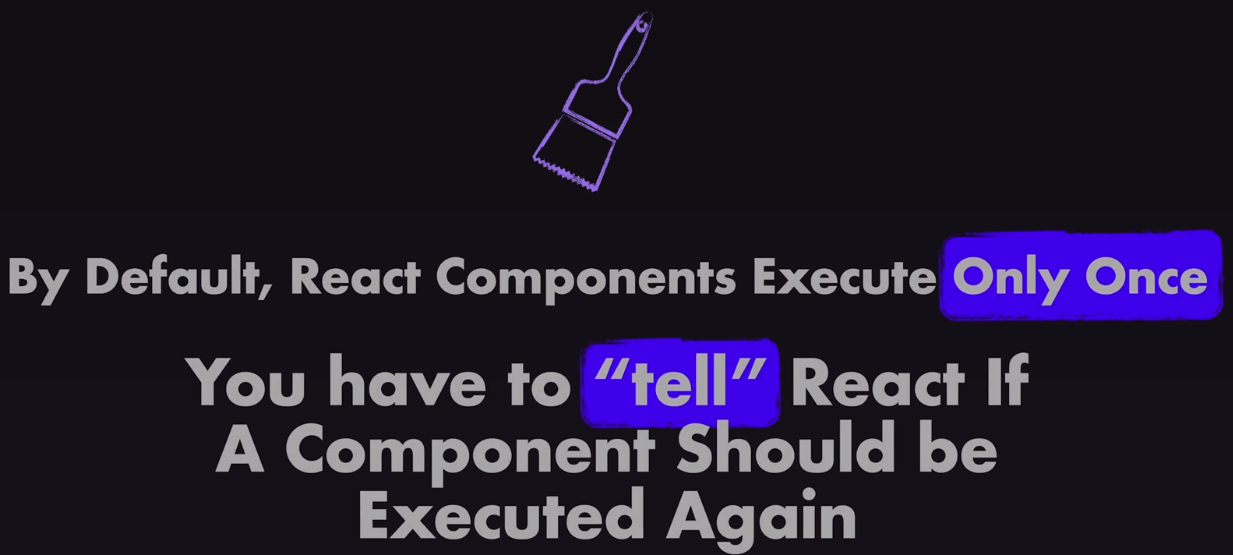 By Default, React Components Execute Only Once
You have to “tell” React If
A Component Should be
Executed Again